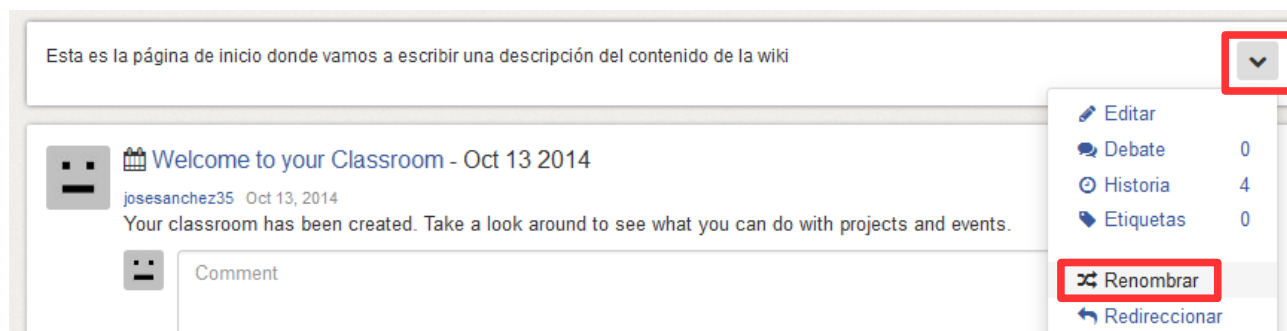 Esta es la página de inicio donde vamos a escribir una descripción del contenido de la wiki
Editar
Debate 0
Historia 4
Etiquetas 0
Renombrar
Redireccionar
Welcome to your Classroom - Oct 13 2014
josesanchez35 Oct 13, 2014
Your classroom has been created. Take a look around to see what you can do with projects and events.
Comment